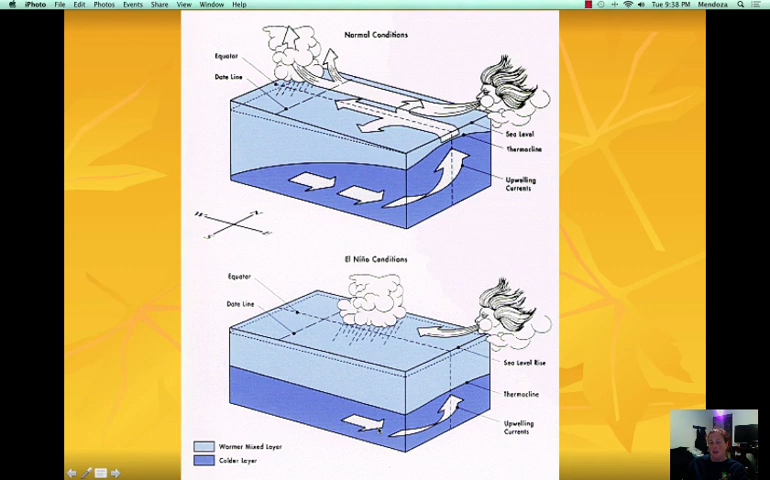 iPhoto File Edit Photos Events Share View Window Help Tue 9:38 PM Mendoza
Normal Conditions
Equator
Date Line
Sea Level
Thermocline
Upwelling
Currents
W N
S E
El Niño Conditions
Equator
Date Line
Sea Level Rise
Thermocline
Upwelling
Currents
Warmer Mixed Layer
Colder Layer